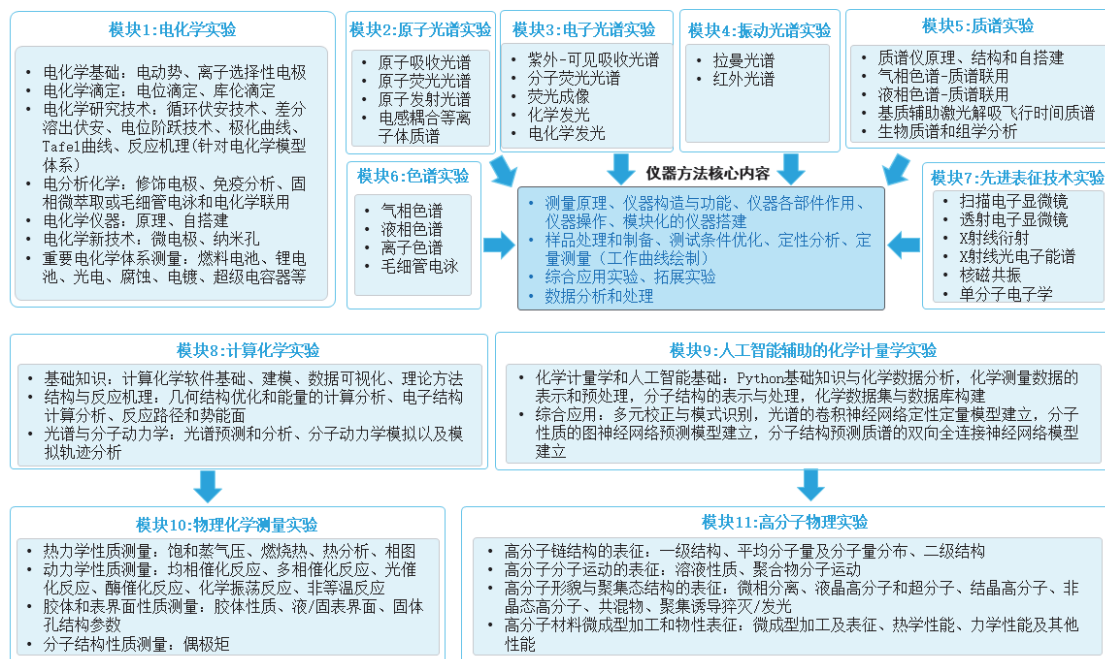 模块1:电化学实验
• 电化学基础：电动势、离子选择性电极
• 电化学滴定：电位滴定、库伦滴定
• 电化学研究技术：循环伏安技术、差分
溶出伏安、电位阶跃技术、极化曲线、
Tafel曲线、反应机理(针对电化学模型
体系)
• 电分析化学：修饰电极、免疫分析、固
相微萃取或毛细管电泳和电化学联用
• 电化学仪器：原理、自搭建
• 电化学新技术：微电极、纳米孔
• 重要电化学体系测量：燃料电池、锂电
池、光电、腐蚀、电镀、超级电容器等
模块2:原子光谱实验
• 原子吸收光谱
• 原子荧光光谱
• 原子发射光谱
• 电感耦合等离
子体质谱
模块3:电子光谱实验
• 紫外-可见吸收光谱
• 分子荧光光谱
• 荧光成像
• 化学发光
• 电化学发光
模块4:振动光谱实验
• 拉曼光谱
• 红外光谱
模块5:质谱实验
• 质谱仪原理、结构和自搭建
• 气相色谱-质谱联用
• 液相色谱-质谱联用
• 基质辅助激光解吸飞行时间质谱
• 生物质谱和组学分析
模块6:色谱实验
• 气相色谱
• 液相色谱
• 离子色谱
• 毛细管电泳
仪器方法核心内容
• 测量原理、仪器构造与功能、仪器各部件作用、
仪器操作、模块化的仪器搭建
• 样品处理和制备、测试条件优化、定性分析、定
量测量（工作曲线绘制）
• 综合应用实验、拓展实验
• 数据分析和处理
模块7:先进表征技术实验
• 扫描电子显微镜
• 透射电子显微镜
• X射线衍射
• X射线光电子能谱
• 核磁共振
• 单分子电子学
模块8:计算化学实验
• 基础知识：计算化学软件基础、建模、数据可视化、理论方法
• 结构与反应机理：几何结构优化和能量的计算分析、电子结构
计算分析、反应路径和势能面
• 光谱与分子动力学：光谱预测和分析、分子动力学模拟以及模
拟轨迹分析
模块9:人工智能辅助的化学计量学实验
• 化学计量学和人工智能基础：Python基础知识与化学数据分析，化学测量数据的
表示和预处理，分子结构的表示与处理，化学数据集与数据库构建
• 综合应用：多元校正与模式识别，光谱的卷积神经网络定性定量模型建立，分子
性质的图神经网络预测模型建立，分子结构预测质谱的双向全连接神经网络模型
建立
模块10:物理化学测量实验
• 热力学性质测量：饱和蒸气压、燃烧热、热分析、相图
• 动力学性质测量：均相催化反应、多相催化反应、光催
化反应、酶催化反应、化学振荡反应、非等温反应
• 胶体和表界面性质测量：胶体性质、液/固表界面、固体
孔结构参数
• 分子结构性质测量：偶极矩
模块11:高分子物理实验
• 高分子链结构的表征：一级结构、平均分子量及分子量分布、二级结构
• 高分子分子运动的表征：溶液性质、聚合物分子运动
• 高分子形貌与聚集态结构的表征：微相分离、液晶高分子和超分子、结晶高分子、非
晶态高分子、共混物、聚集诱导猝灭/发光
• 高分子材料微成型加工和物性表征：微成型加工及表征、热学性能、力学性能及其他
性能